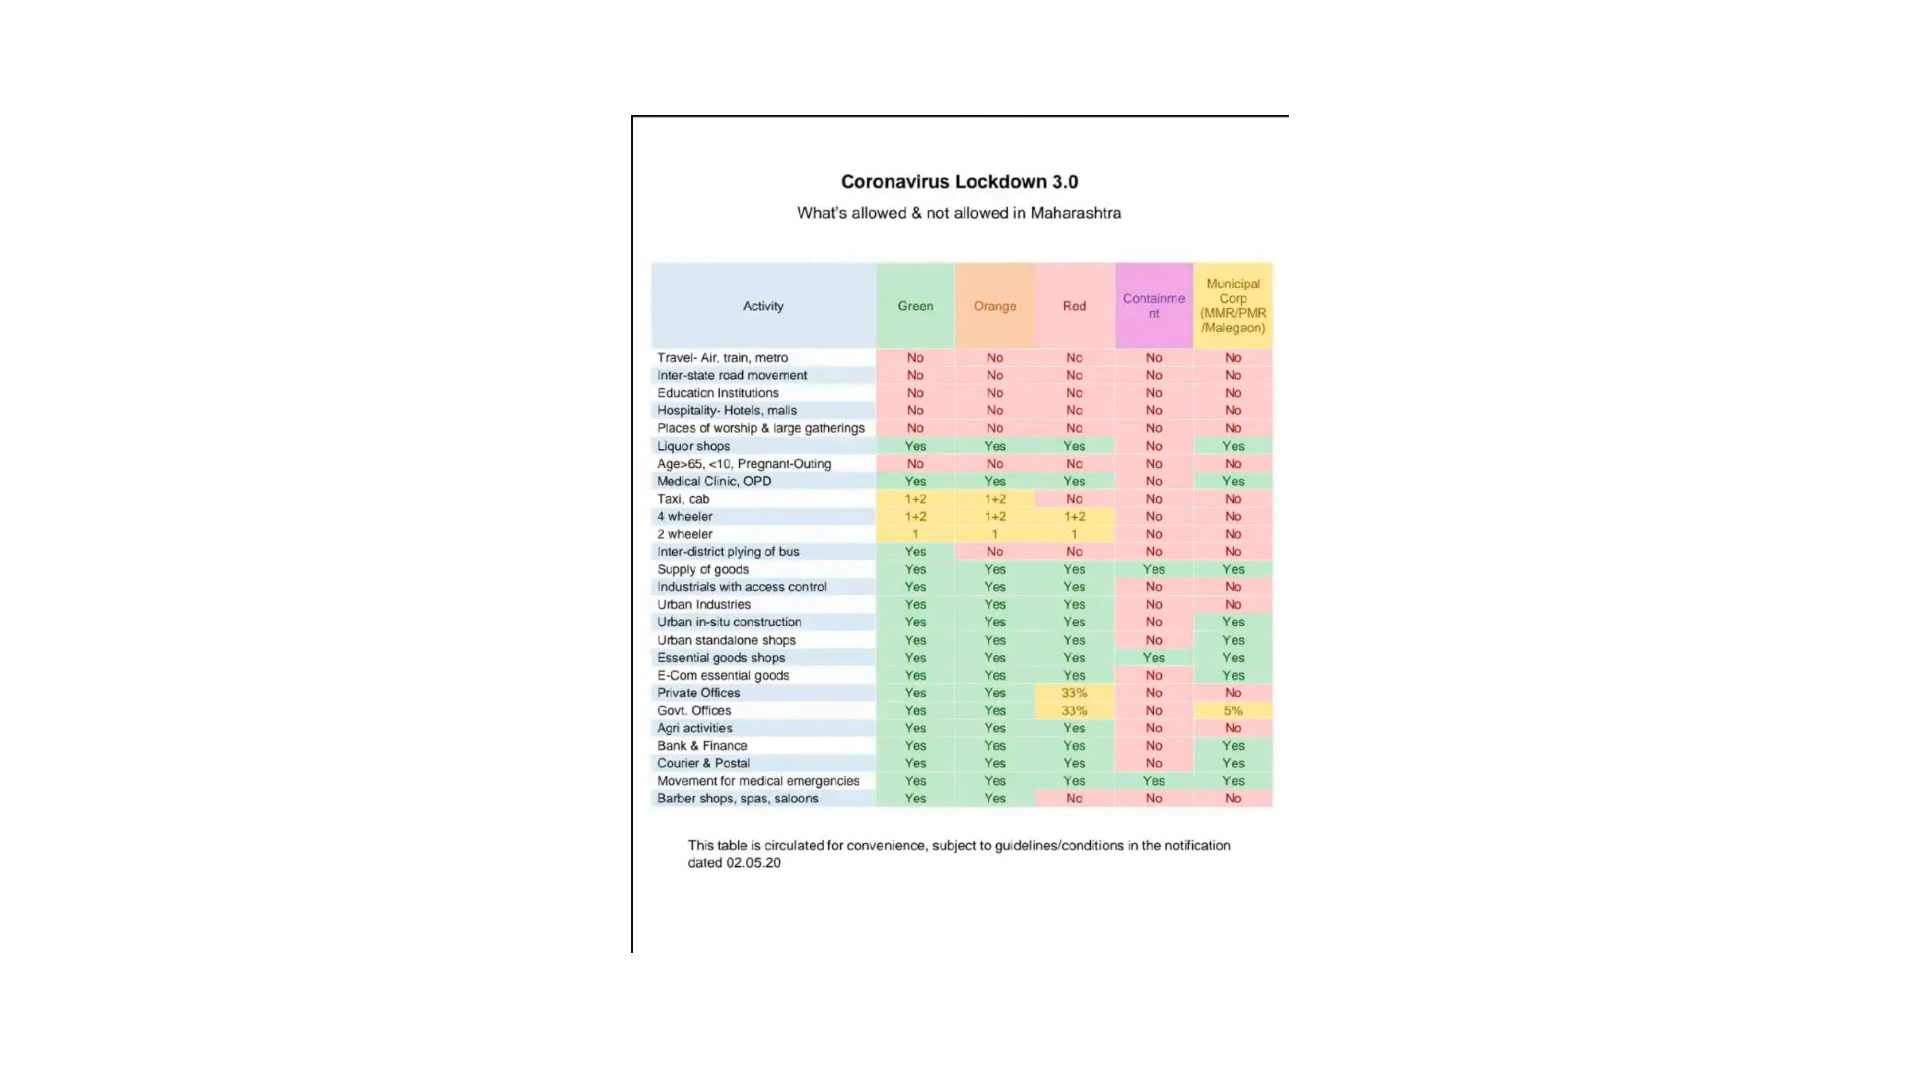 Coronavirus Lockdown 3.0
What's allowed & not allowed in Maharashtra
Activity Green Orange Red Containme nt Municipal Corp (MMR/PMR /Malegaon)
Travel- Air, train, metro No No No No No
Inter-state road movement No No No No No
Education Institutions No No No No No
Hospitality- Hotels, malls No No No No No
Places of worship & large gatherings No No No No No
Liquor shops Yes Yes Yes No Yes
Age>65, <10, Pregnant-Outing No No No No No
Medical Clinic, OPD Yes Yes Yes No Yes
Taxi, cab 1+2 1+2 No No No
4 wheeler 1+2 1+2 1+2 No No
2 wheeler 1 1 1 No No
Inter-district plying of bus Yes No No No No
Supply of goods Yes Yes Yes Yes Yes
Industrials with access control Yes Yes Yes No No
Urban Industries Yes Yes Yes No No
Urban in-situ construction Yes Yes Yes No Yes
Urban standalone shops Yes Yes Yes No Yes
Essential goods shops Yes Yes Yes Yes Yes
E-Com essential goods Yes Yes Yes No Yes
Private Offices Yes Yes 33% No No
Govt. Offices Yes Yes 33% No 5%
Agri activities Yes Yes Yes No No
Bank & Finance Yes Yes Yes No Yes
Courier & Postal Yes Yes Yes No Yes
Movement for medical emergencies Yes Yes Yes Yes Yes
Barber shops, spas, saloons Yes Yes No No No
This table is circulated for convenience, subject to guidelines/conditions in the notification
dated 02.05.20